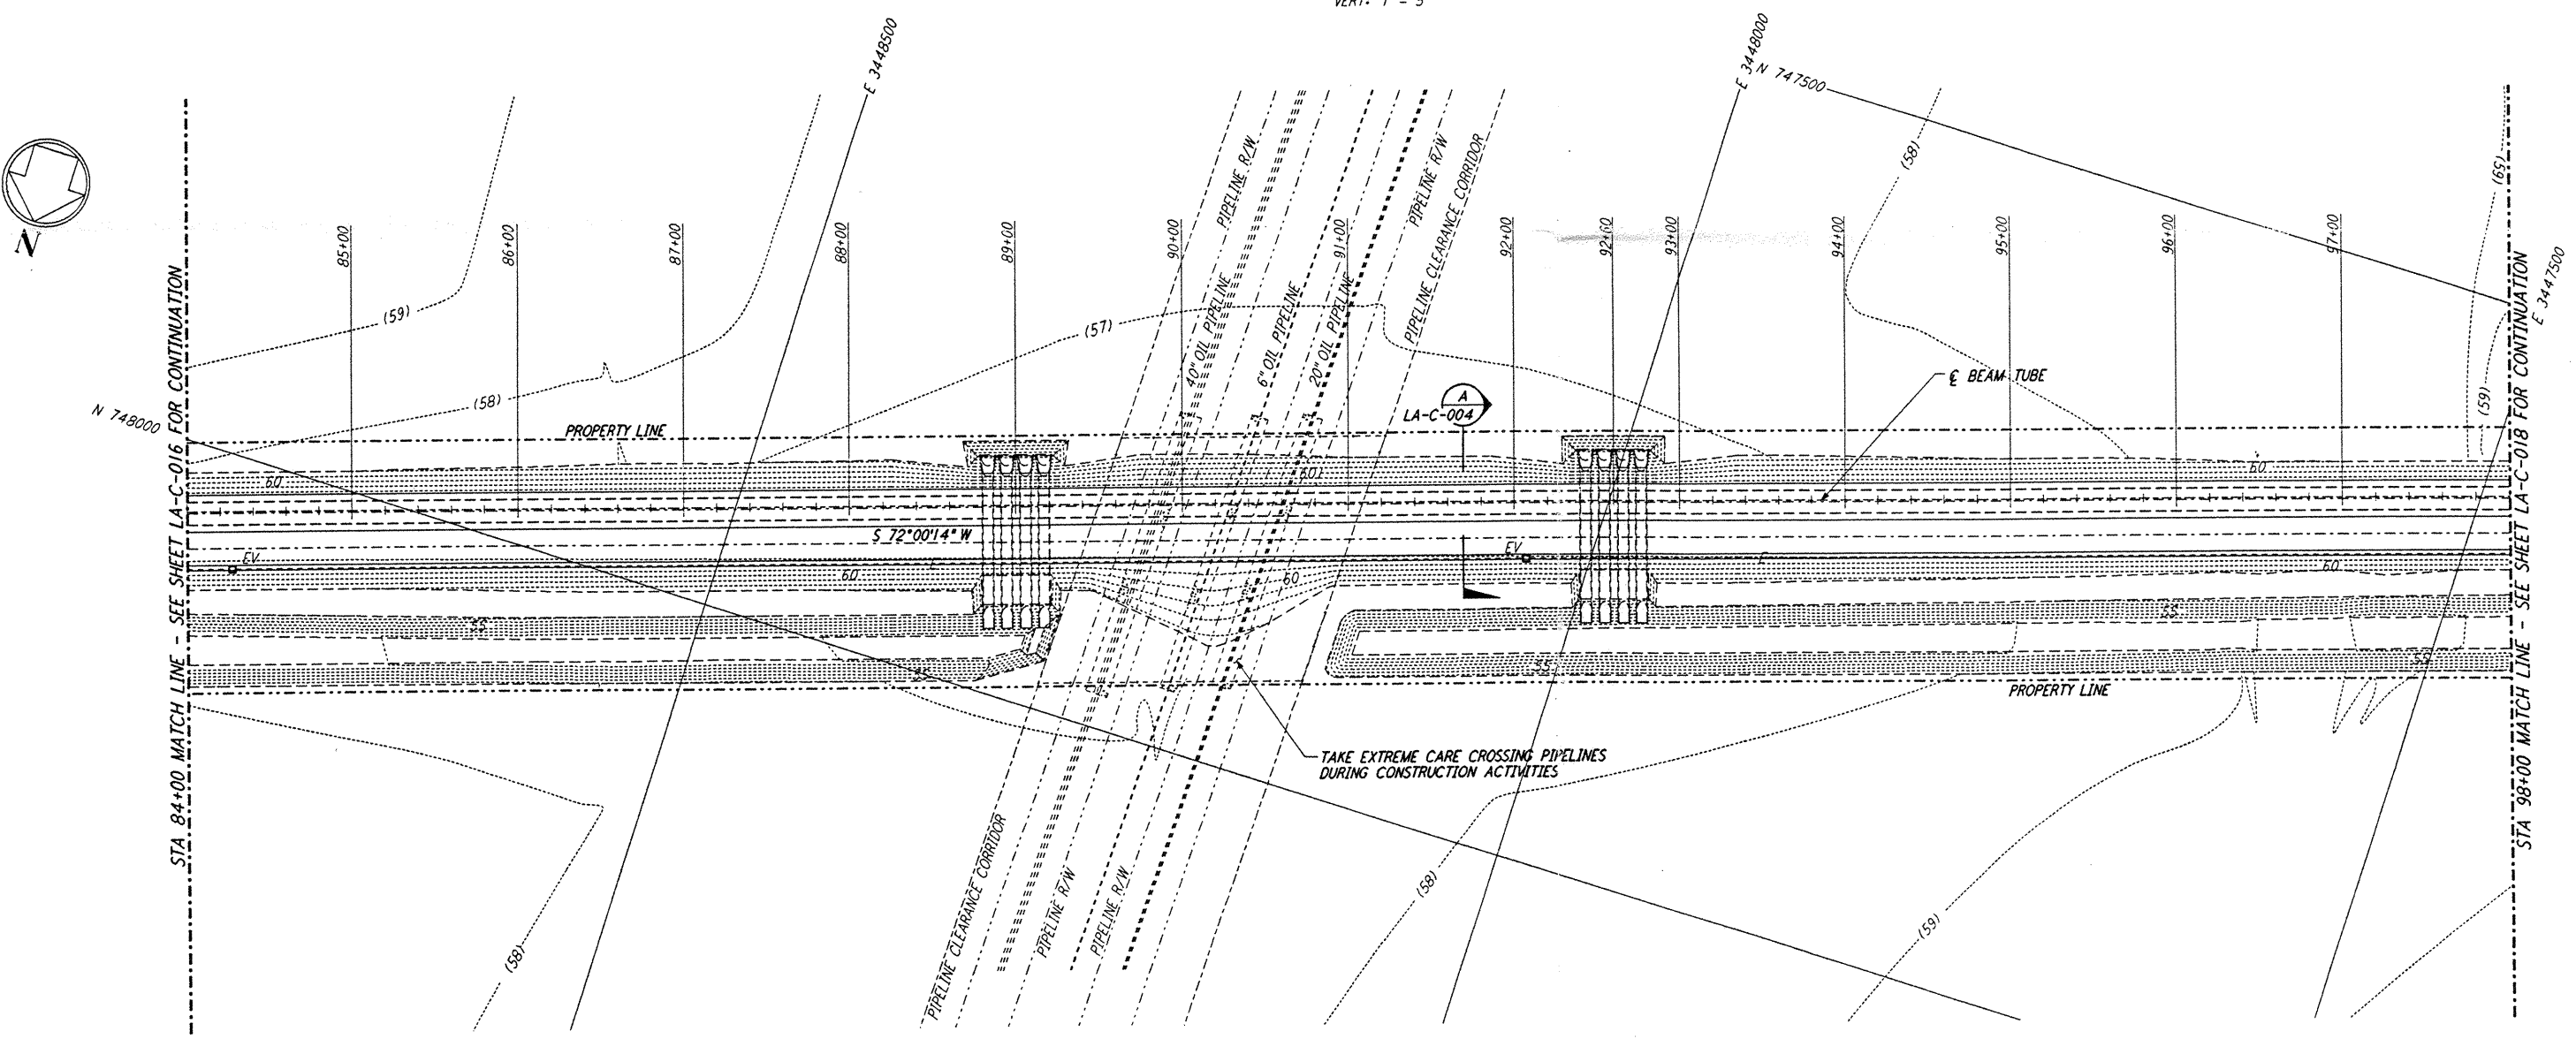 VERT: 1" = 5'
E 3448500
E 3448000
N 747500
N
(59)
(58)
(57)
(58)
(59)
(59)
85+00
86+00
87+00
88+00
89+00
90+00
91+00
92+00
92+60
93+00
94+00
95+00
96+00
97+00
PIPELINE R/W
40" OIL PIPELINE
6" OIL PIPELINE
20" OIL PIPELINE
PIPELINE R/W
PIPELINE CLEARANCE CORRIDOR
E 3447500
STA 84+00 MATCH LINE - SEE SHEET LA-C-016 FOR CONTINUATION
STA 98+00 MATCH LINE - SEE SHEET LA-C-018 FOR CONTINUATION
N 748000
PROPERTY LINE
A
LA-C-004
℄ BEAM TUBE
60
60
60
S 72°00'14" W
EV
E
EV
E
60
60
60
55
55
55
55
55
PROPERTY LINE
TAKE EXTREME CARE CROSSING PIPELINES
DURING CONSTRUCTION ACTIVITIES
PIPELINE CLEARANCE CORRIDOR
PIPELINE R/W
PIPELINE R/W
(58)
(58)
(59)